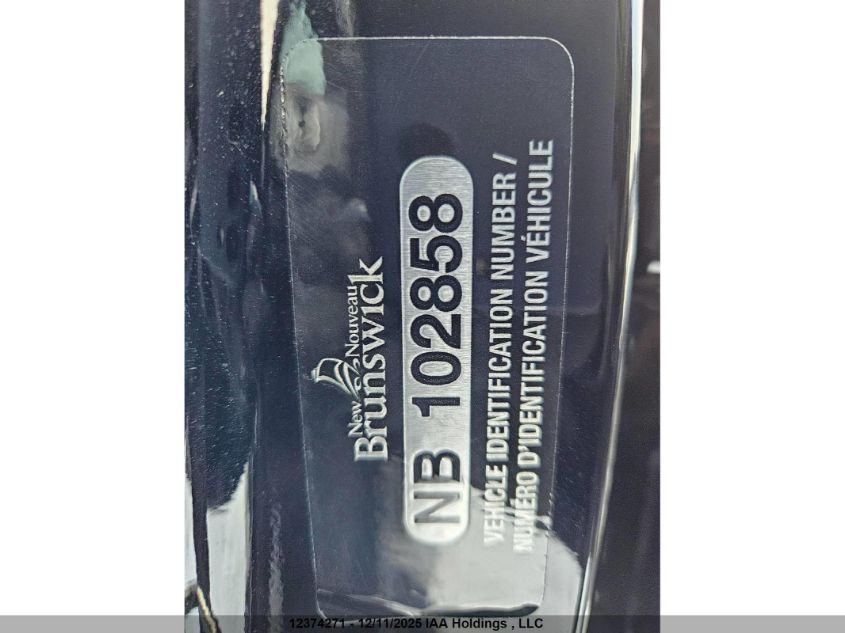 New Nouveau
Brunswick
NB 102858
VEHICLE IDENTIFICATION NUMBER /
NUMÉRO D'IDENTIFICATION VÉHICULE
12374271 - 12/11/2025 IAA Holdings , LLC